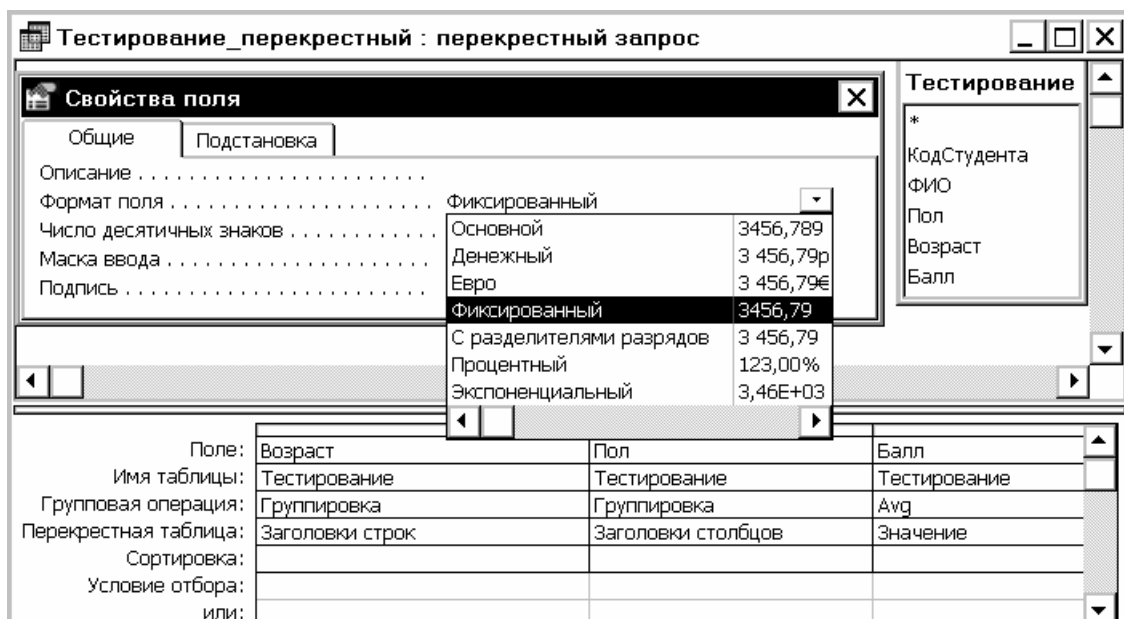 Тестирование_перекрестный : перекрестный запрос
Свойства поля
Общие Подстановка
Описание . . . . . . . . . . . . . . . . . . . . . . . .
Формат поля . . . . . . . . . . . . . . . . . . . . . Фиксированный
Число десятичных знаков . . . . . . . . . . . .
Маска ввода . . . . . . . . . . . . . . . . . . . . .
Подпись . . . . . . . . . . . . . . . . . . . . . . . .
Основной 3456,789
Денежный 3 456,79р
Евро 3 456,79€
Фиксированный 3456,79
С разделителями разрядов 3 456,79
Процентный 123,00%
Экспоненциальный 3,46E+03
Тестирование
*
КодСтудента
ФИО
Пол
Возраст
Балл
Поле: Возраст Пол Балл
Имя таблицы: Тестирование Тестирование Тестирование
Групповая операция: Группировка Группировка Avg
Перекрестная таблица: Заголовки строк Заголовки столбцов Значение
Сортировка:
Условие отбора:
или: